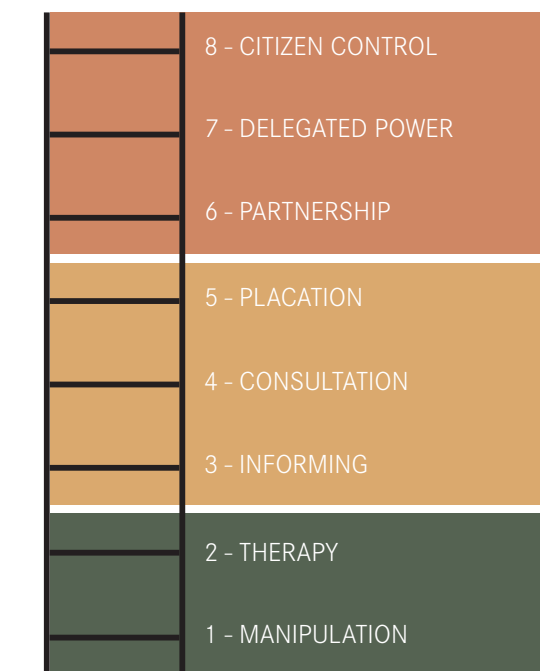 8 - CITIZEN CONTROL
7 - DELEGATED POWER
6 - PARTNERSHIP
5 - PLACATION
4 - CONSULTATION
3 - INFORMING
2 - THERAPY
1 - MANIPULATION